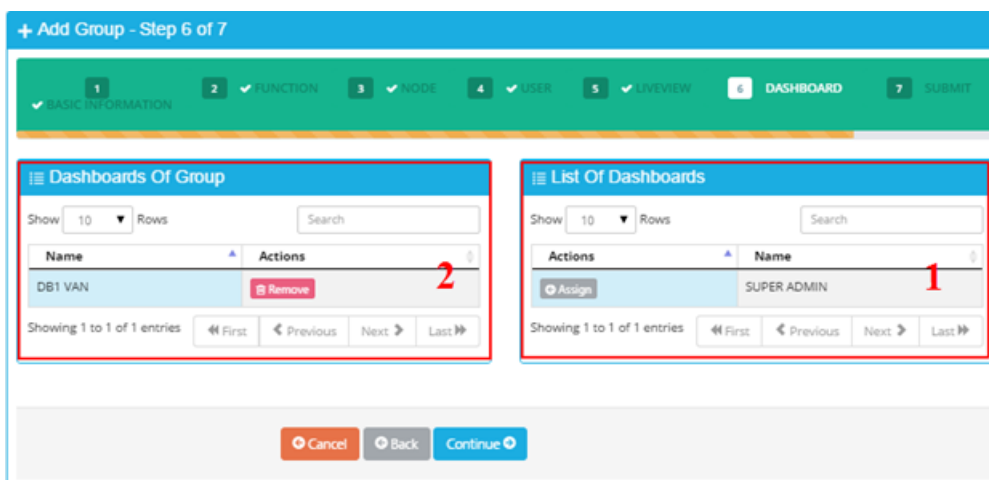 Add Group - Step 6 of 7
1 BASIC INFORMATION
2 FUNCTION
3 NODE
4 USER
5 LIVEVIEW
6 DASHBOARD
7 SUBMIT
Dashboards Of Group
Show 10 Rows Search
Name Actions
DB1 VAN Remove
2
Showing 1 to 1 of 1 entries First Previous Next Last
List Of Dashboards
Show 10 Rows Search
Actions Name
Assign SUPER ADMIN
1
Showing 1 to 1 of 1 entries First Previous Next Last
Cancel Back Continue